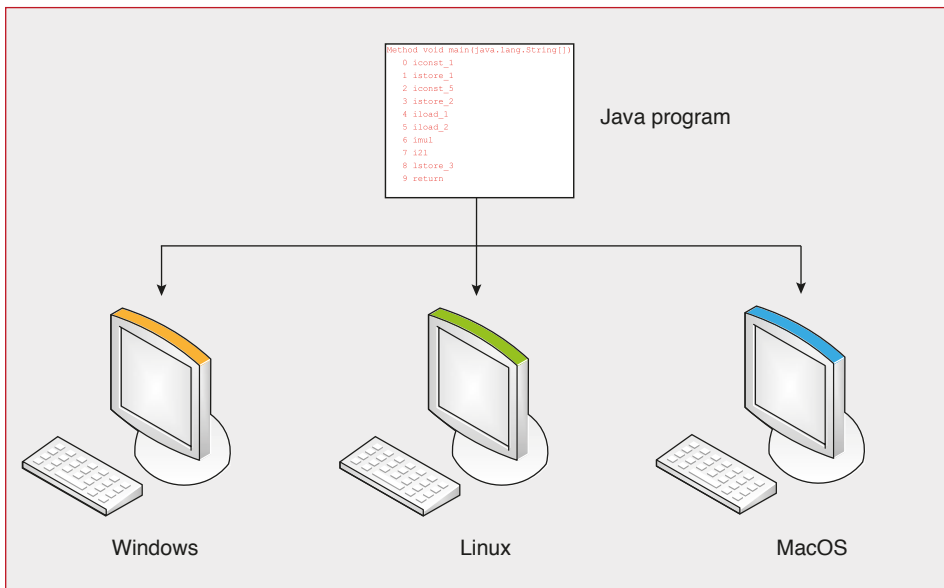 Method void main(java.lang.String[])
0 iconst_1
1 istore_1
2 iconst_5
3 istore_2
4 iload_1
5 iload_2
6 imul
7 i2l
8 lstore_3
9 return
Java program
Windows
Linux
MacOS